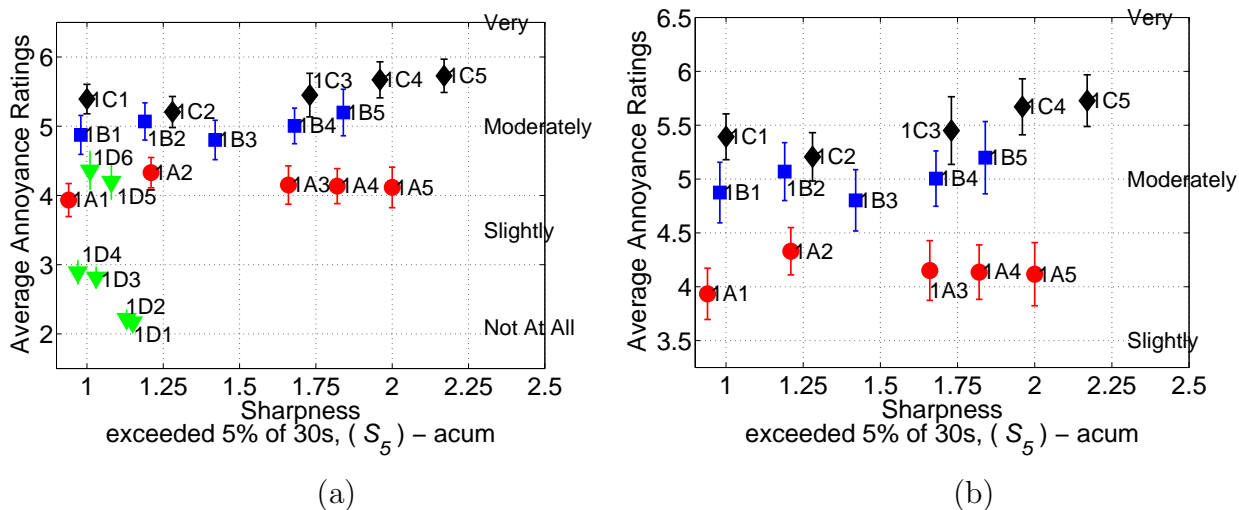 Very
6
1C3
1C4
1C5
1C1
1C2
1B5
5
1B1
1B2
1B3
1B4
Moderately
1D6
1A2
4
1A1
1D5
1A3
1A4
1A5
Slightly
3
1D4
1D3
2
1D2
1D1
Not At All
Average Annoyance Ratings
1 1.25 1.5 1.75 2 2.25 2.5
Sharpness
exceeded 5% of 30s, ( S5 ) − acum
(a)
6.5
Very
6
1C4
1C5
5.5
1C1
1C2
1C3
1B5
5
1B1
1B2
1B3
1B4
Moderately
4.5
1A2
4
1A1
1A3
1A4
1A5
3.5
Slightly
Average Annoyance Ratings
1 1.25 1.5 1.75 2 2.25 2.5
Sharpness
exceeded 5% of 30s, ( S5 ) − acum
(b)